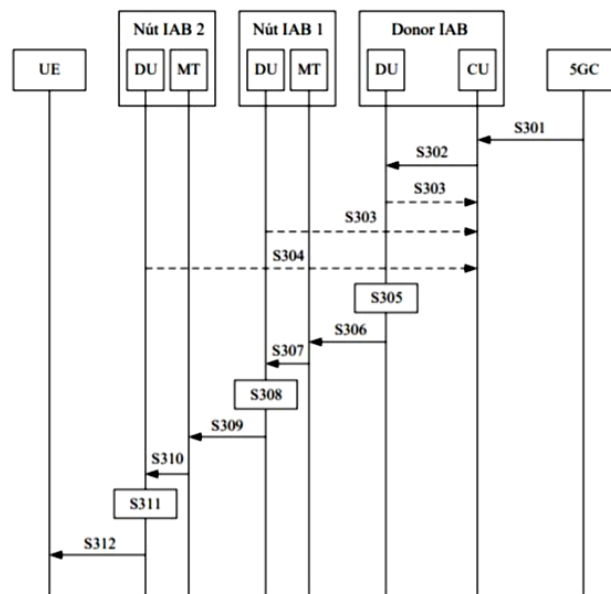 Nút IAB 2
Nút IAB 1
Donor IAB
UE
DU
MT
DU
MT
DU
CU
5GC
S301
S302
S303
S303
S304
S305
S306
S307
S308
S309
S310
S311
S312